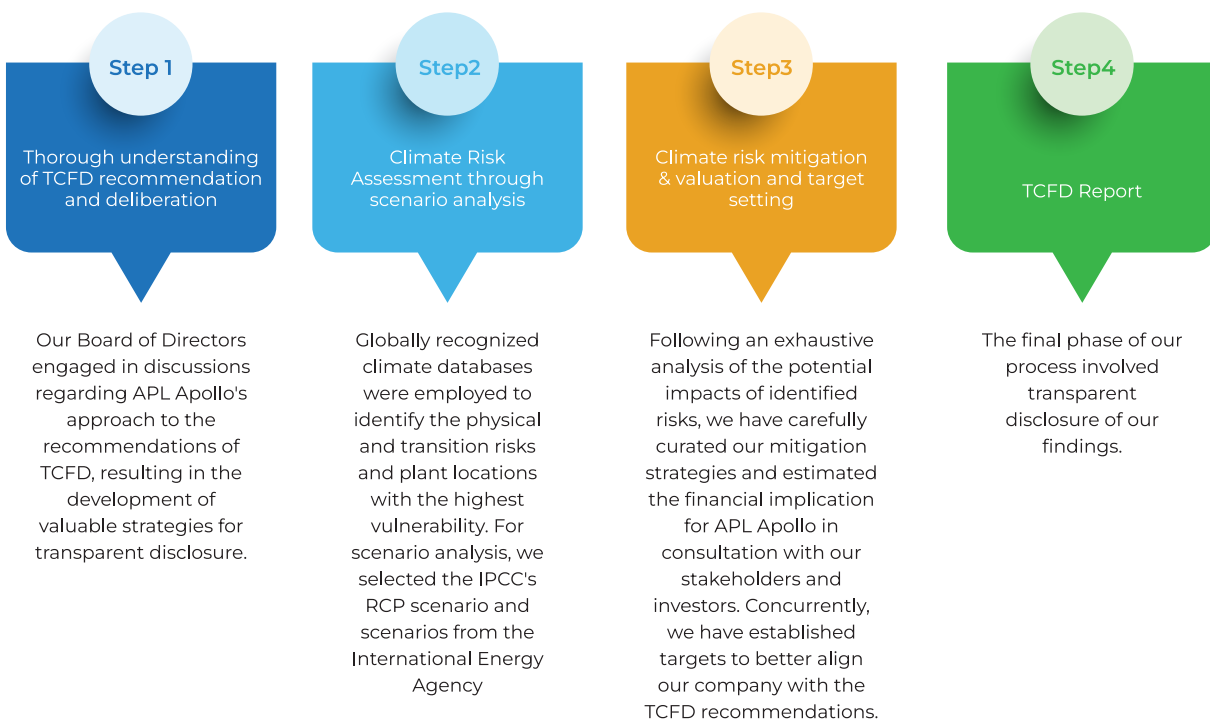 Step 1
Thorough understanding
of TCFD recommendation
and deliberation
Our Board of Directors
engaged in discussions
regarding APL Apollo's
approach to the
recommendations of
TCFD, resulting in the
development of
valuable strategies for
transparent disclosure.
Step2
Climate Risk
Assessment through
scenario analysis
Globally recognized
climate databases
were employed to
identify the physical
and transition risks
and plant locations
with the highest
vulnerability. For
scenario analysis, we
selected the IPCC's
RCP scenario and
scenarios from the
International Energy
Agency
Step3
Climate risk mitigation
& valuation and target
setting
Following an exhaustive
analysis of the potential
impacts of identified
risks, we have carefully
curated our mitigation
strategies and estimated
the financial implication
for APL Apollo in
consultation with our
stakeholders and
investors. Concurrently,
we have established
targets to better align
our company with the
TCFD recommendations.
Step4
TCFD Report
The final phase of our
process involved
transparent
disclosure of our
findings.